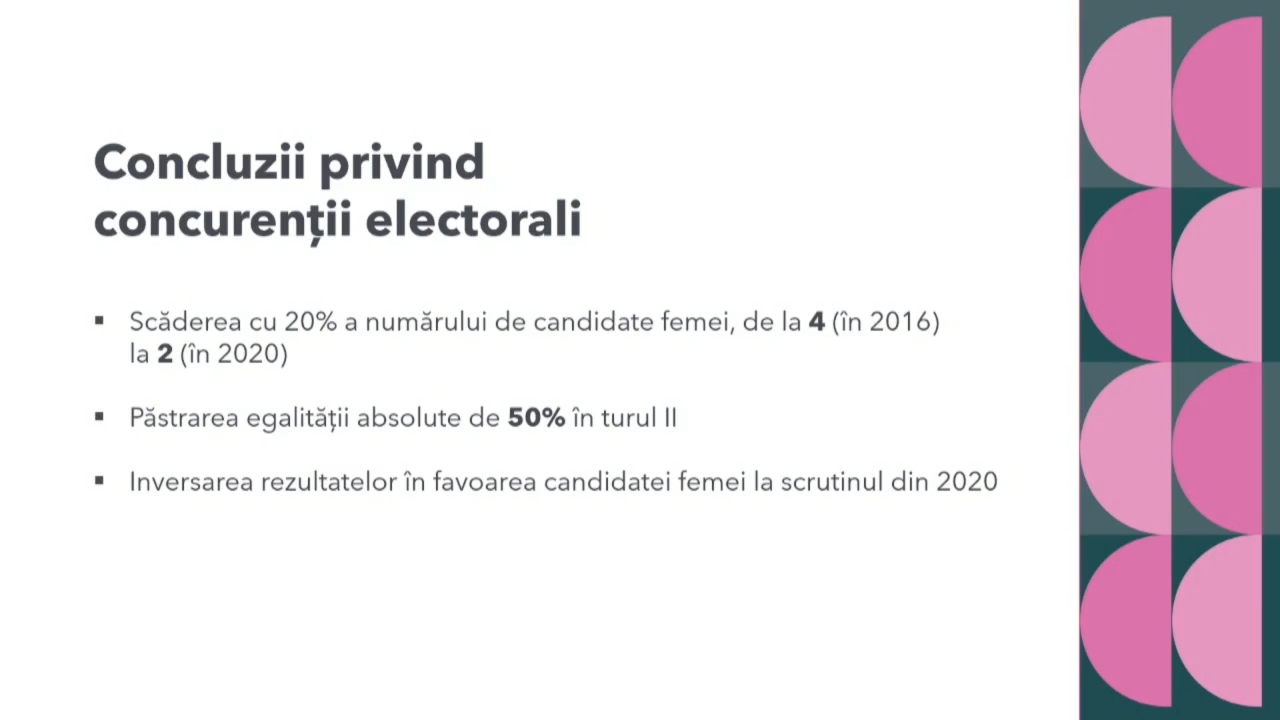 Concluzii privind
concurenții electorali
▪ Scăderea cu 20% a numărului de candidate femei, de la 4 (în 2016)
la 2 (în 2020)
▪ Păstrarea egalității absolute de 50% în turul II
▪ Inversarea rezultatelor în favoarea candidatei femei la scrutinul din 2020